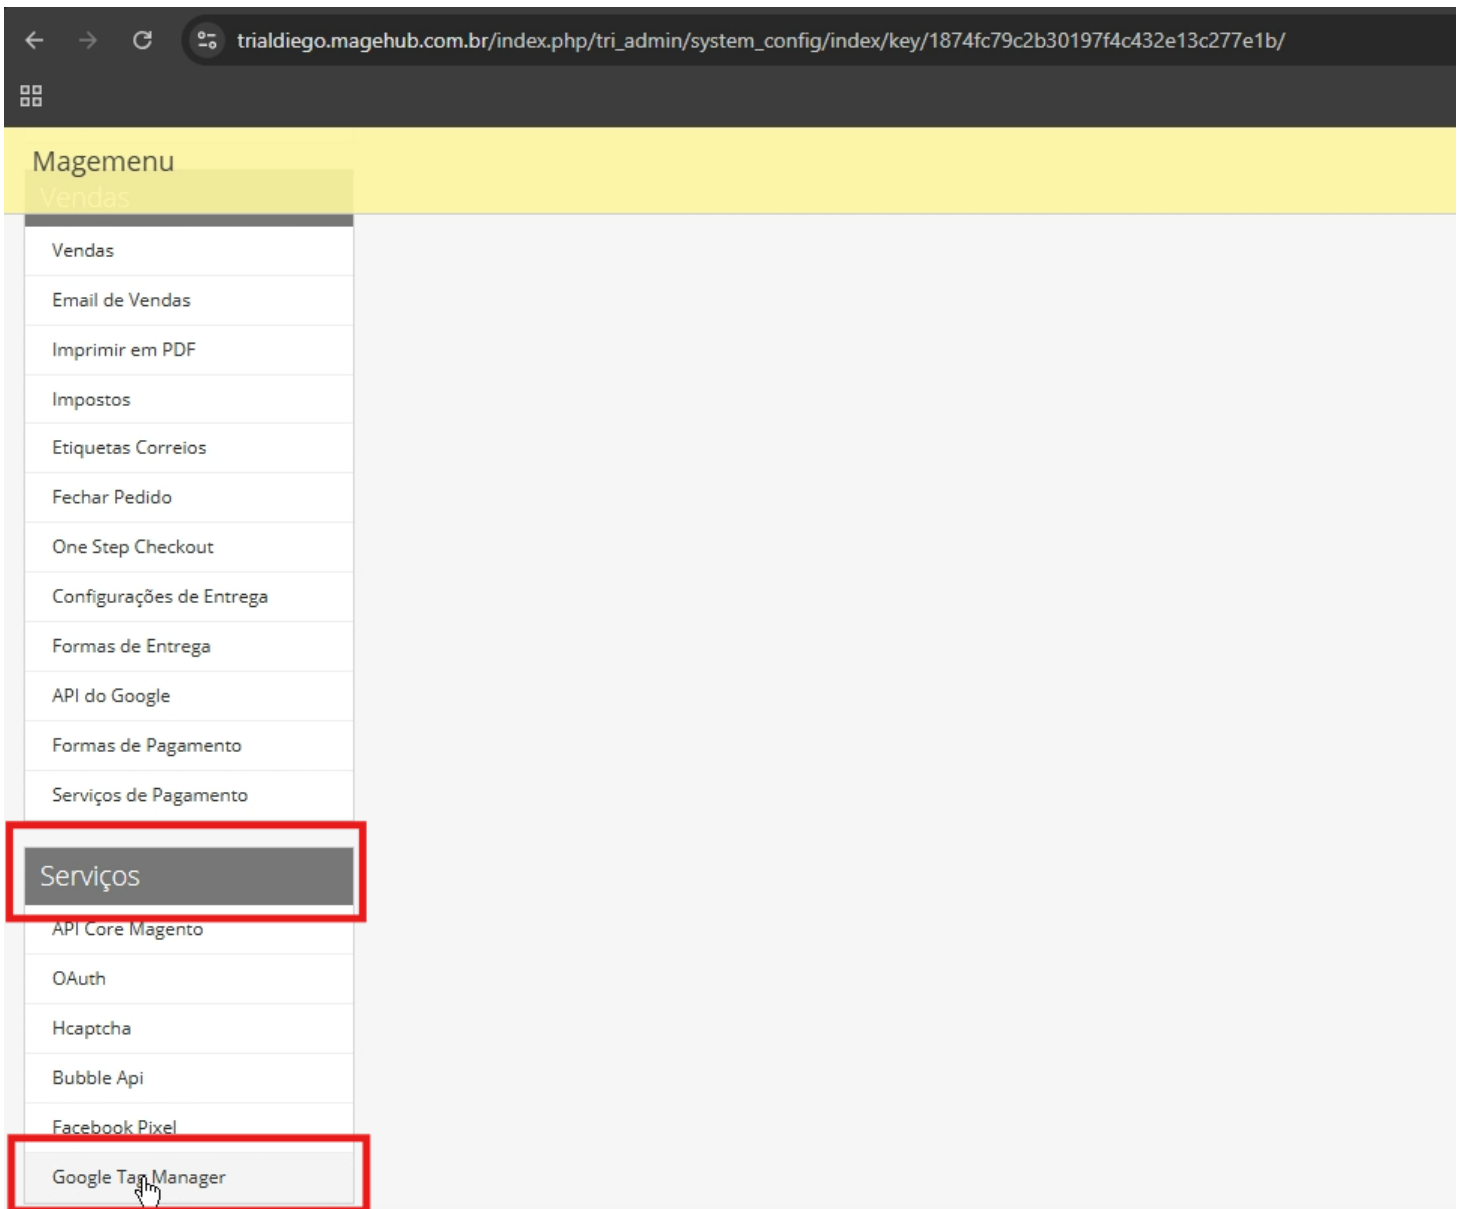 trialdiego.magehub.com.br/index.php/tri_admin/system_config/index/key/1874fc79c2b30197f4c432e13c277e1b/
Magemenu
Vendas
Vendas
Email de Vendas
Imprimir em PDF
Impostos
Etiquetas Correios
Fechar Pedido
One Step Checkout
Configurações de Entrega
Formas de Entrega
API do Google
Formas de Pagamento
Serviços de Pagamento
Serviços
API Core Magento
OAuth
Hcaptcha
Bubble Api
Facebook Pixel
Google Tag Manager